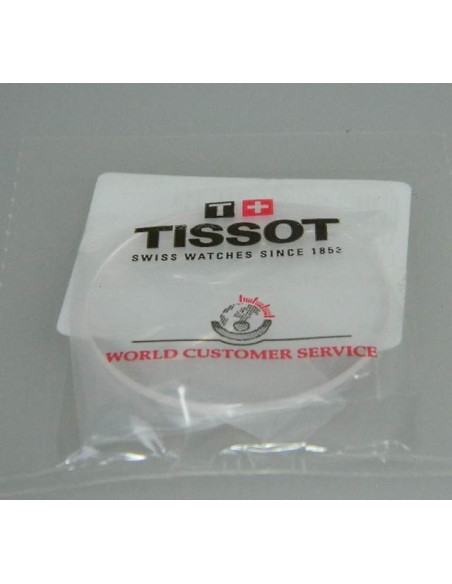 T+
TISSOT
SWISS WATCHES SINCE 1853
WORLD CUSTOMER SERVICE